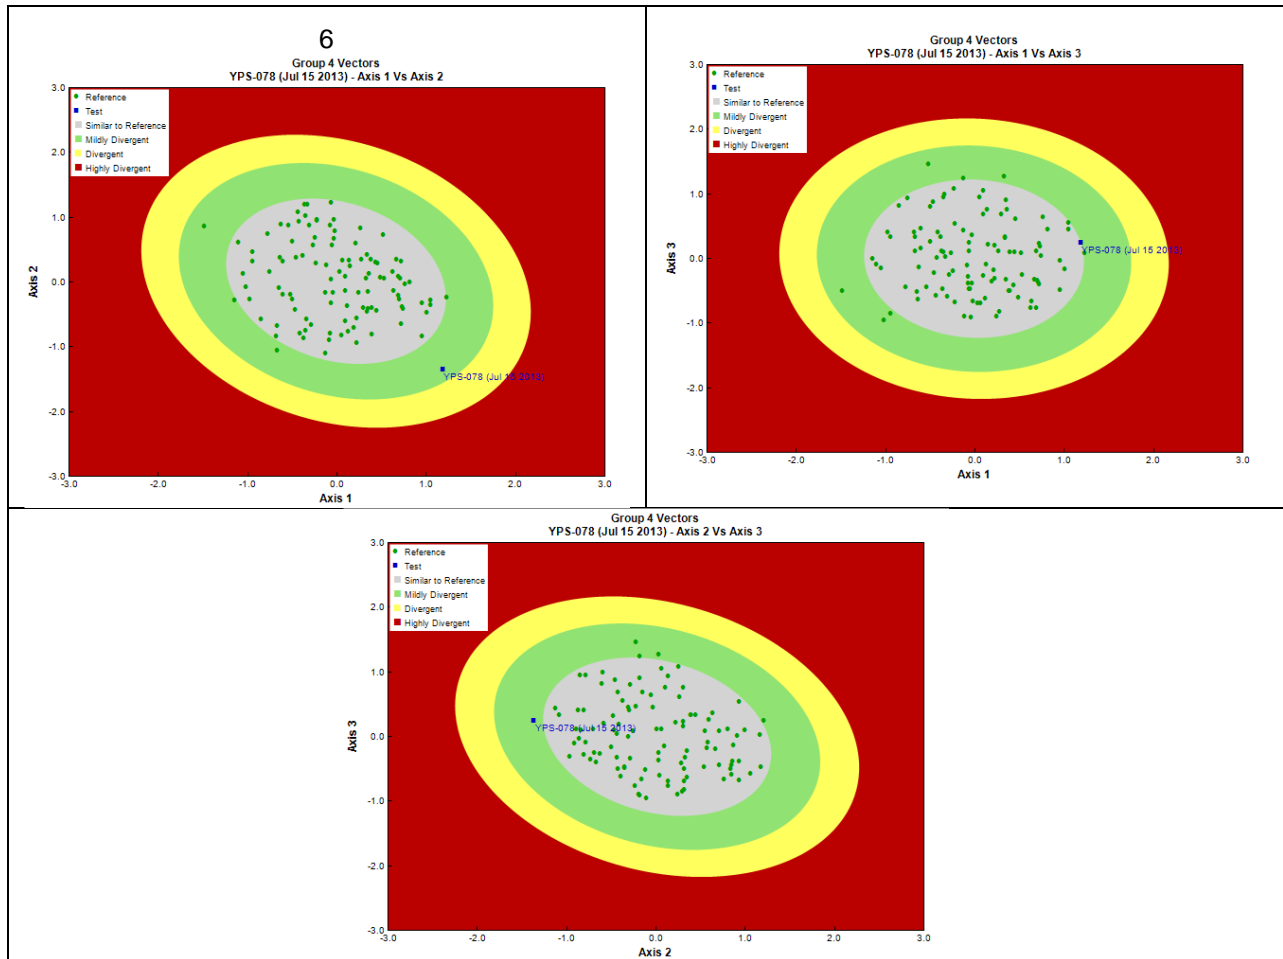 6
Group 4 Vectors
YPS-078 (Jul 15 2013) - Axis 1 Vs Axis 2
3.0
2.0
1.0
0.0
-1.0
-2.0
-3.0
Axis 2
Reference
Test
Similar to Reference
Mildly Divergent
Divergent
Highly Divergent
YPS-078 (Jul 15 2013)
-3.0 -2.0 -1.0 0.0 1.0 2.0 3.0
Axis 1
Group 4 Vectors
YPS-078 (Jul 15 2013) - Axis 1 Vs Axis 3
3.0
2.0
1.0
0.0
-1.0
-2.0
-3.0
Axis 3
Reference
Test
Similar to Reference
Mildly Divergent
Divergent
Highly Divergent
YPS-078 (Jul 15 2013)
-3.0 -2.0 -1.0 0.0 1.0 2.0 3.0
Axis 1
Group 4 Vectors
YPS-078 (Jul 15 2013) - Axis 2 Vs Axis 3
3.0
2.0
1.0
0.0
-1.0
-2.0
-3.0
Axis 3
Reference
Test
Similar to Reference
Mildly Divergent
Divergent
Highly Divergent
YPS-078 (Jul 15 2013)
-3.0 -2.0 -1.0 0.0 1.0 2.0 3.0
Axis 2